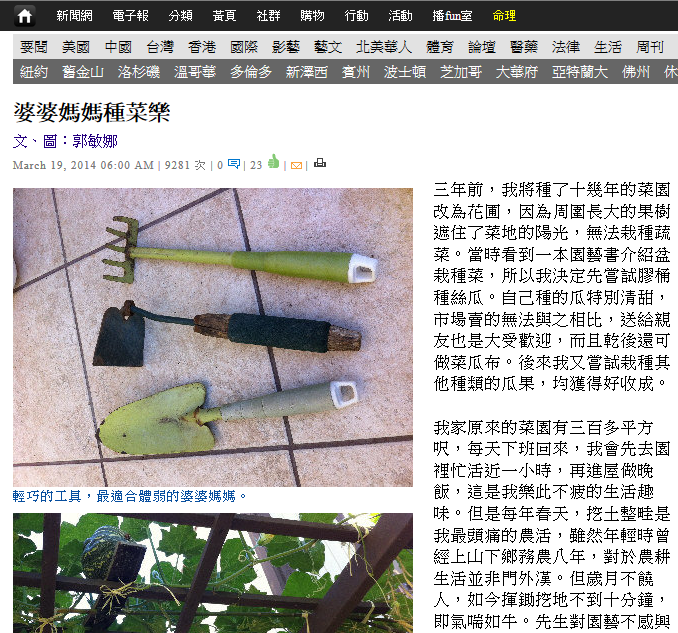 新聞網 電子報 分類 黃頁 社群 購物 行動 活動 播fun室 命理
要聞 美國 中國 台灣 香港 國際 影藝 藝文 北美華人 體育 論壇 醫藥 法律 生活 周刊
紐約 舊金山 洛杉磯 溫哥華 多倫多 新澤西 賓州 波士頓 芝加哥 大華府 亞特蘭大 佛州 休
婆婆媽媽種菜樂
文、圖：郭敏娜
March 19, 2014 06:00 AM | 9281 次 | 0 | 23 | |
輕巧的工具，最適合體弱的婆婆媽媽。
三年前，我將種了十幾年的菜園
改為花圃，因為周圍長大的果樹
遮住了菜地的陽光，無法栽種蔬
菜。當時看到一本園藝書介紹盆
栽種菜，所以我決定先嘗試膠桶
種絲瓜。自己種的瓜特別清甜，
市場賣的無法與之相比，送給親
友也是大受歡迎，而且乾後還可
做菜瓜布。後來我又嘗試栽種其
他種類的瓜果，均獲得好收成。
我家原來的菜園有三百多平方
呎，每天下班回來，我會先去園
裡忙活近一小時，再進屋做晚
飯，這是我樂此不疲的生活趣
味。但是每年春天，挖土整畦是
我最頭痛的農活，雖然年輕時曾
經上山下鄉務農八年，對於農耕
生活並非門外漢。但歲月不饒
人，如今揮鋤挖地不到十分鐘，
即氣喘如牛。先生對園藝不感興